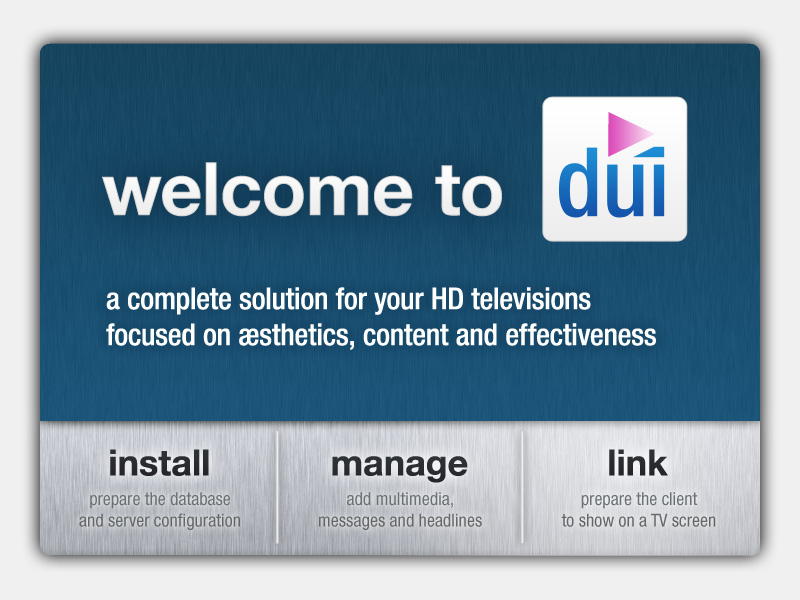 welcome to
duí
a complete solution for your HD televisions
focused on æsthetics, content and effectiveness
install
prepare the database
and server configuration
manage
add multimedia,
messages and headlines
link
prepare the client
to show on a TV screen